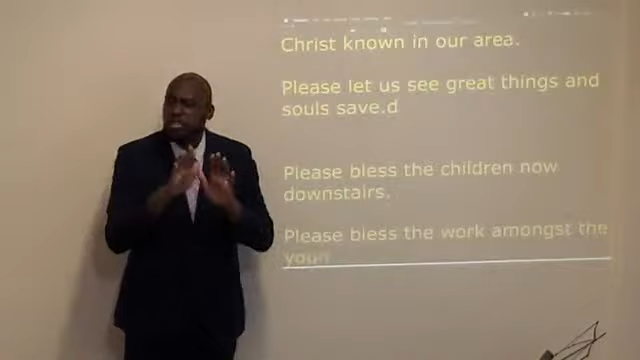 Christ known in our area.
Please let us see great things and
souls save.d
Please bless the children now
downstairs.
Please bless the work amongst the